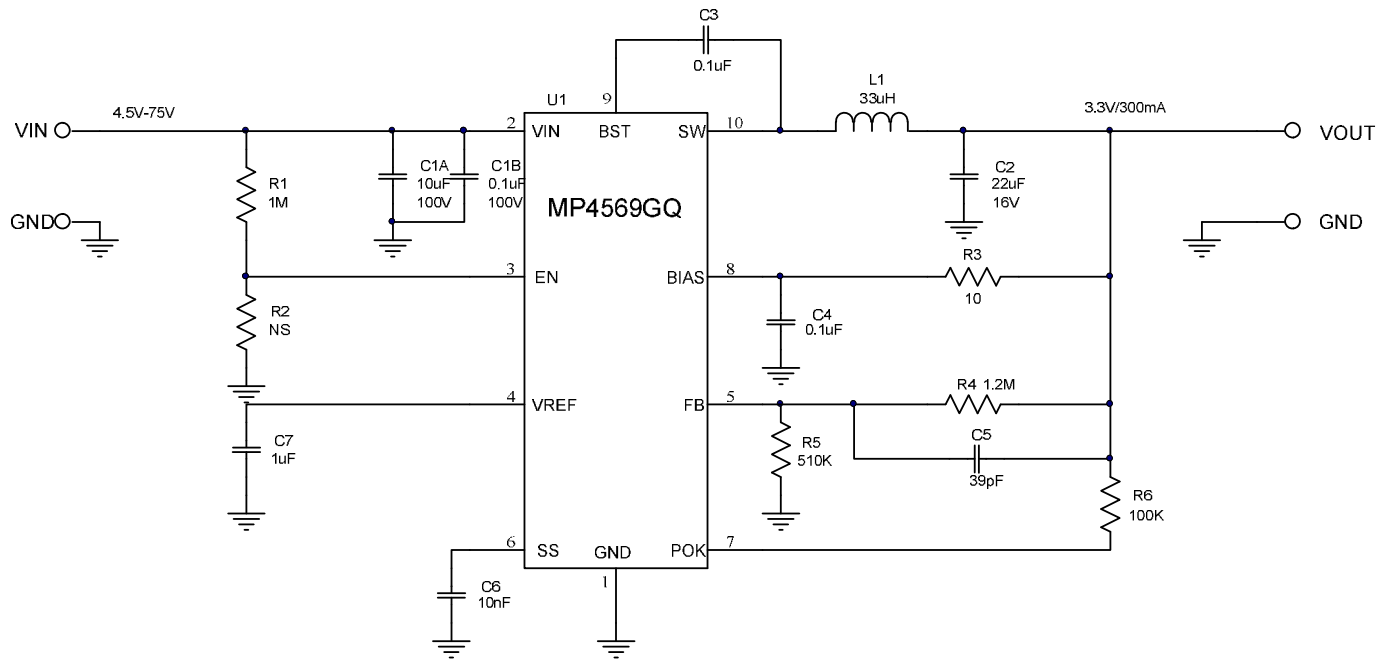 C3
0.1uF
L1
33uH
4.5V-75V
U1
9
3.3V/300mA
VIN
2
VIN
BST
SW
10
VOUT
C1A
10uF
100V
C1B
0.1uF
100V
C2
22uF
16V
R1
1M
MP4569GQ
GND
GND
R3
10
3
EN
BIAS
8
R2
NS
C4
0.1uF
4
VREF
FB
5
R4 1.2M
C7
1uF
R5
510K
C5
39pF
R6
100K
6
SS
GND
POK
7
1
C6
10nF